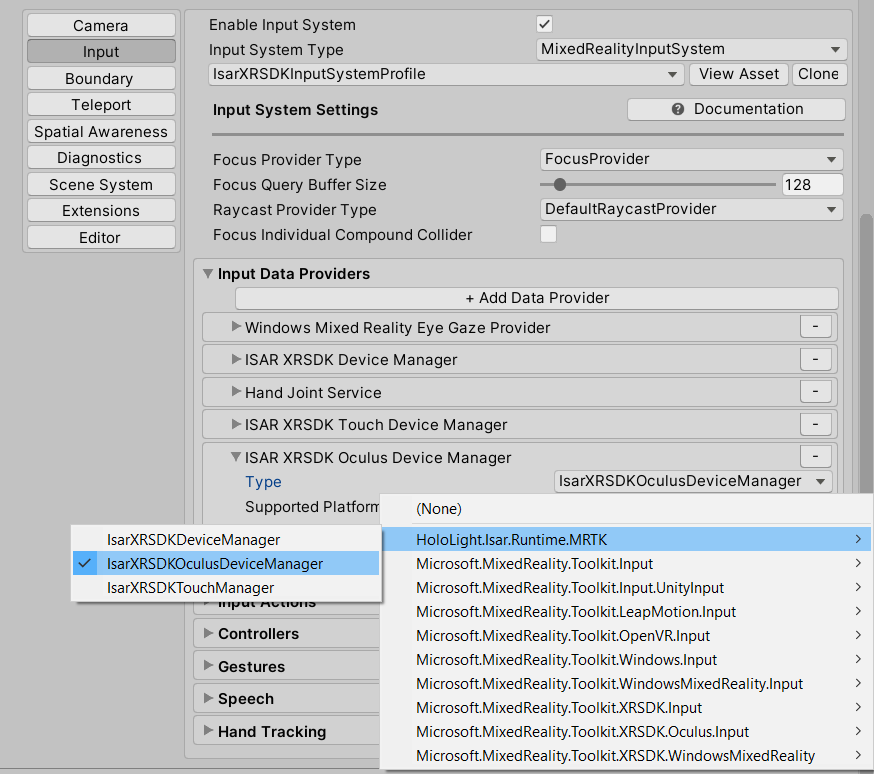 Camera
Input
Boundary
Teleport
Spatial Awareness
Diagnostics
Scene System
Extensions
Editor
Enable Input System
Input System Type MixedRealityInputSystem
IsarXRSDKInputSystemProfile View Asset Clone
Input System Settings Documentation
Focus Provider Type FocusProvider
Focus Query Buffer Size 128
Raycast Provider Type DefaultRaycastProvider
Focus Individual Compound Collider
Input Data Providers
+ Add Data Provider
Windows Mixed Reality Eye Gaze Provider -
ISAR XRSDK Device Manager -
Hand Joint Service -
ISAR XRSDK Touch Device Manager -
ISAR XRSDK Oculus Device Manager -
Type IsarXRSDKOculusDeviceManager
Supported Platform
(None)
HoloLight.Isar.Runtime.MRTK
Microsoft.MixedReality.Toolkit.Input
Microsoft.MixedReality.Toolkit.Input.UnityInput
Microsoft.MixedReality.Toolkit.LeapMotion.Input
Microsoft.MixedReality.Toolkit.OpenVR.Input
Microsoft.MixedReality.Toolkit.Windows.Input
Microsoft.MixedReality.Toolkit.WindowsMixedReality.Input
Microsoft.MixedReality.Toolkit.XRSDK.Input
Microsoft.MixedReality.Toolkit.XRSDK.Oculus.Input
Microsoft.MixedReality.Toolkit.XRSDK.WindowsMixedReality
IsarXRSDKDeviceManager
IsarXRSDKOculusDeviceManager
IsarXRSDKTouchManager
Input Actions
Controllers
Gestures
Speech
Hand Tracking